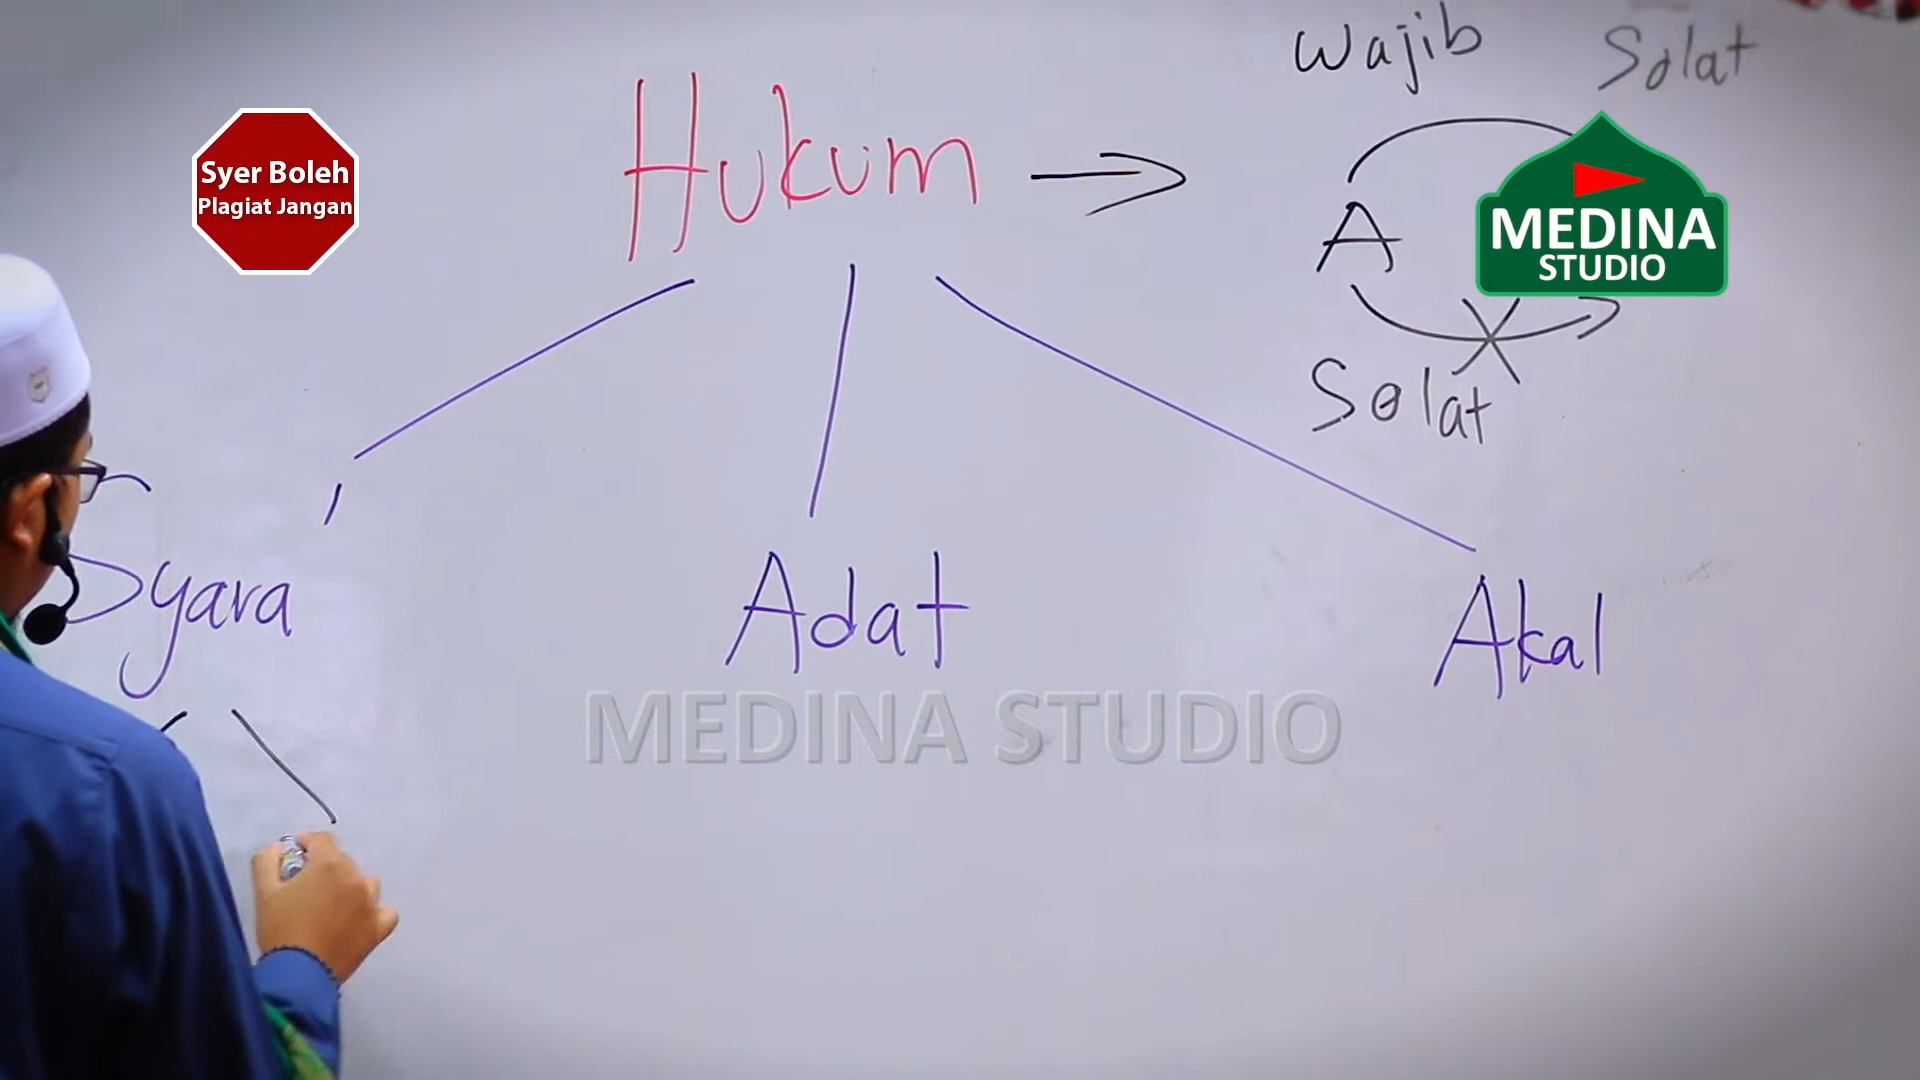 Wajib Solat
Syer Boleh
Plagiat Jangan
Hukum → A
MEDINA
STUDIO
Solat
Syara'
Adat
Akal
MEDINA STUDIO